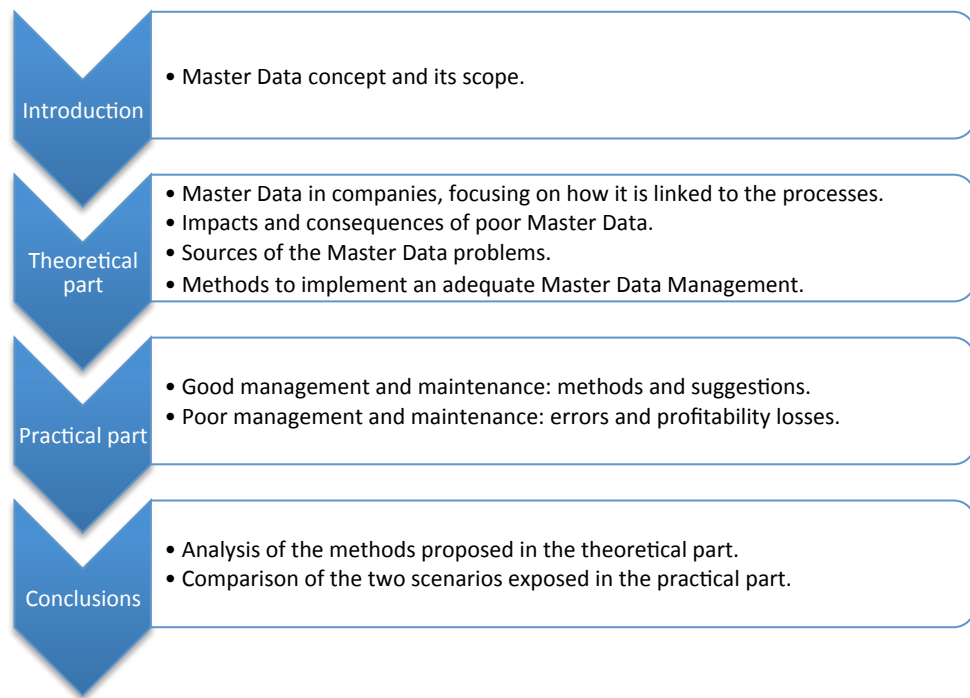 Introduction
• Master Data concept and its scope.
Theoretical
part
• Master Data in companies, focusing on how it is linked to the processes.
• Impacts and consequences of poor Master Data.
• Sources of the Master Data problems.
• Methods to implement an adequate Master Data Management.
Practical part
• Good management and maintenance: methods and suggestions.
• Poor management and maintenance: errors and profitability losses.
Conclusions
• Analysis of the methods proposed in the theoretical part.
• Comparison of the two scenarios exposed in the practical part.